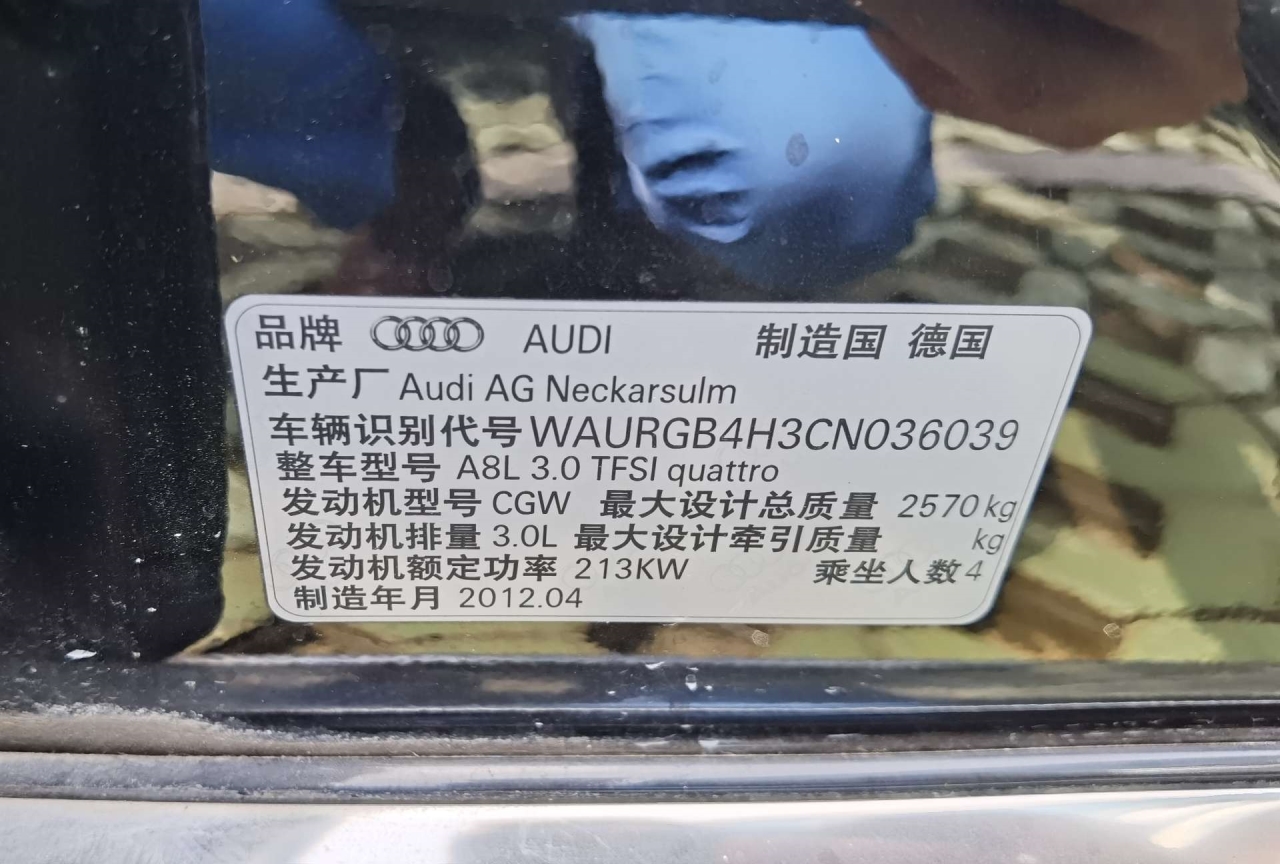 品牌 AUDI 制造国 德国
生产厂 Audi AG Neckarsulm
车辆识别代号 WAURGB4H3CN036039
整车型号 A8L 3.0 TFSI quattro
发动机型号 CGW 最大设计总质量 2570 kg
发动机排量 3.0L 最大设计牵引质量 kg
发动机额定功率 213KW 乘坐人数 4
制造年月 2012.04